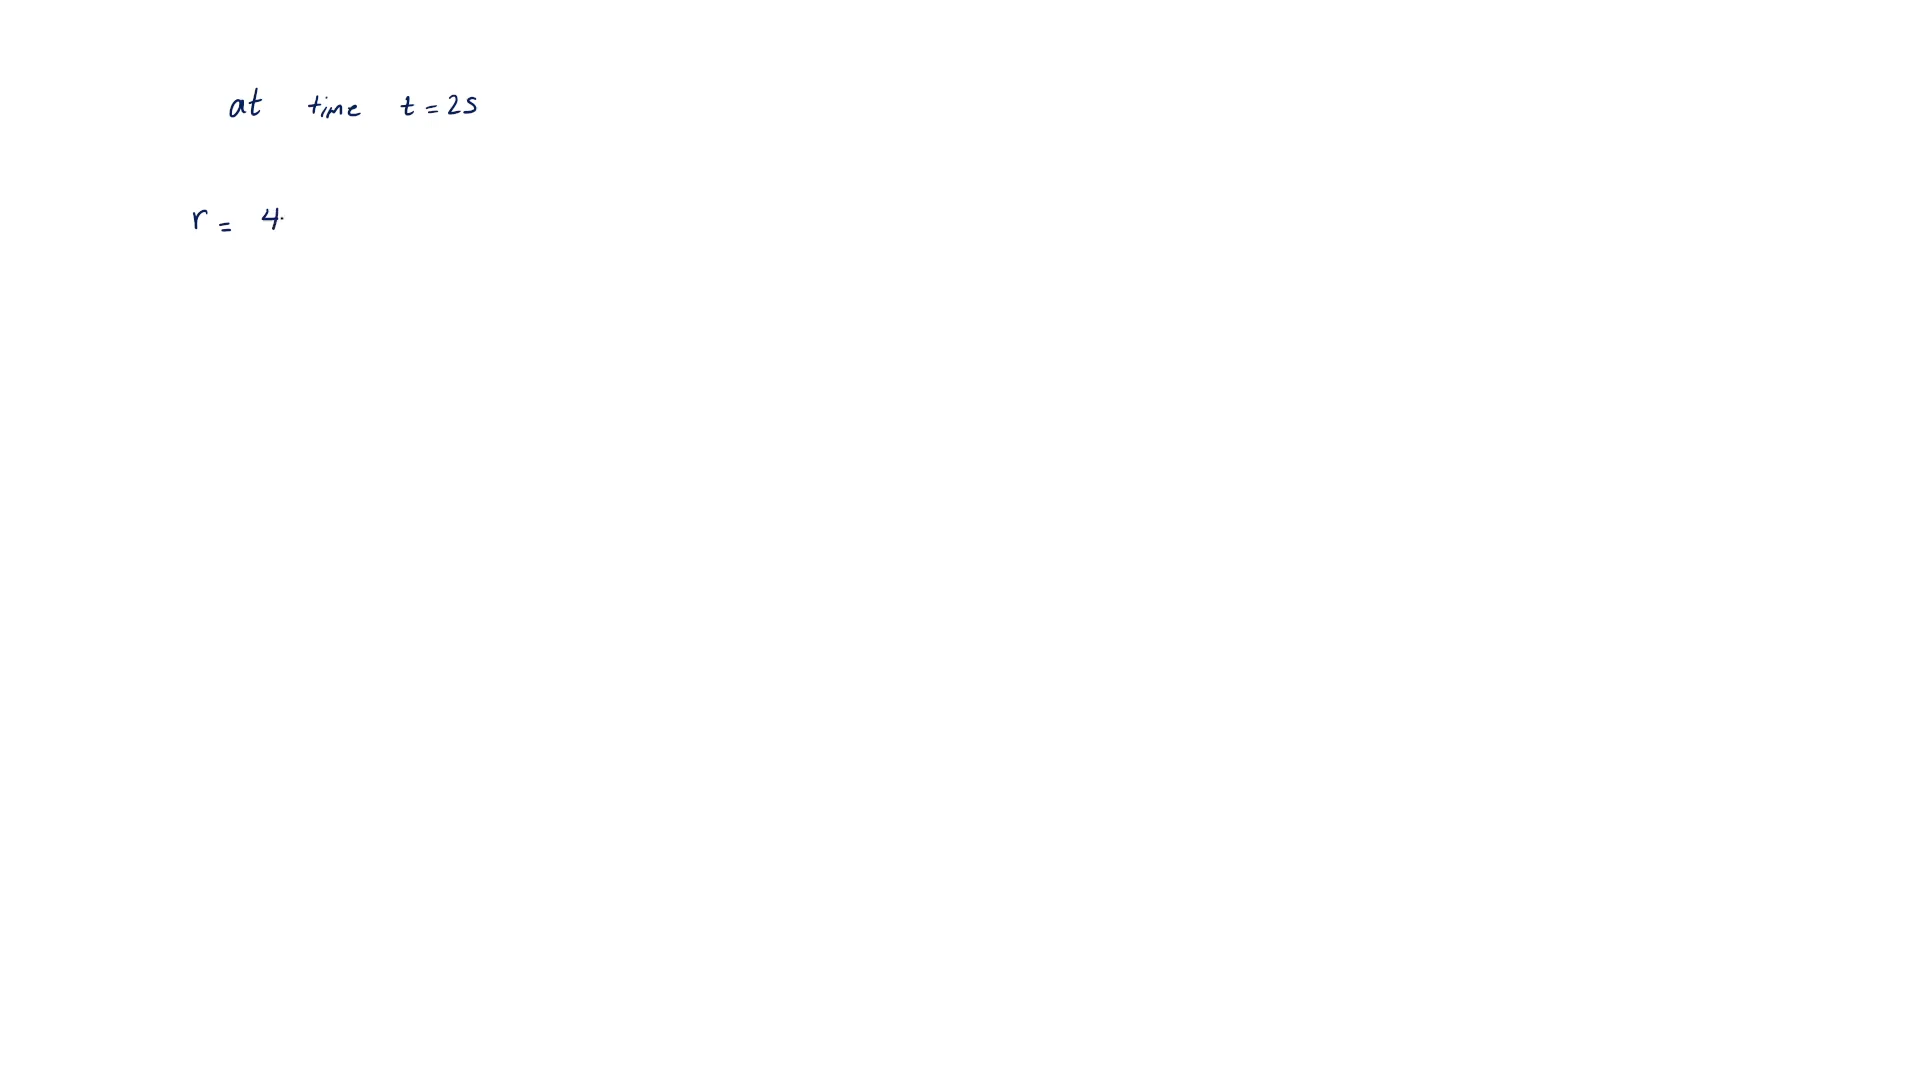 at time t = 2s
r = 4.